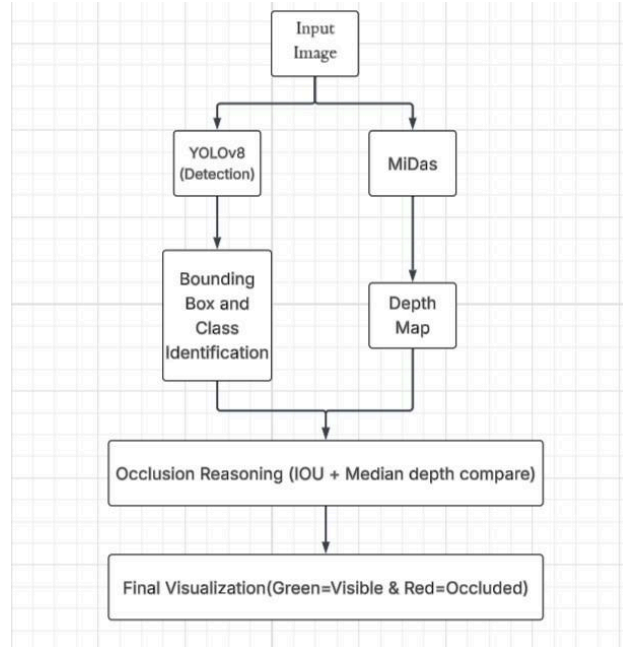 Input
Image
YOLOv8
(Detection)
MiDas
Bounding
Box and
Class
Identification
Depth
Map
Occlusion Reasoning (IOU + Median depth compare)
Final Visualization(Green=Visible & Red=Occluded)